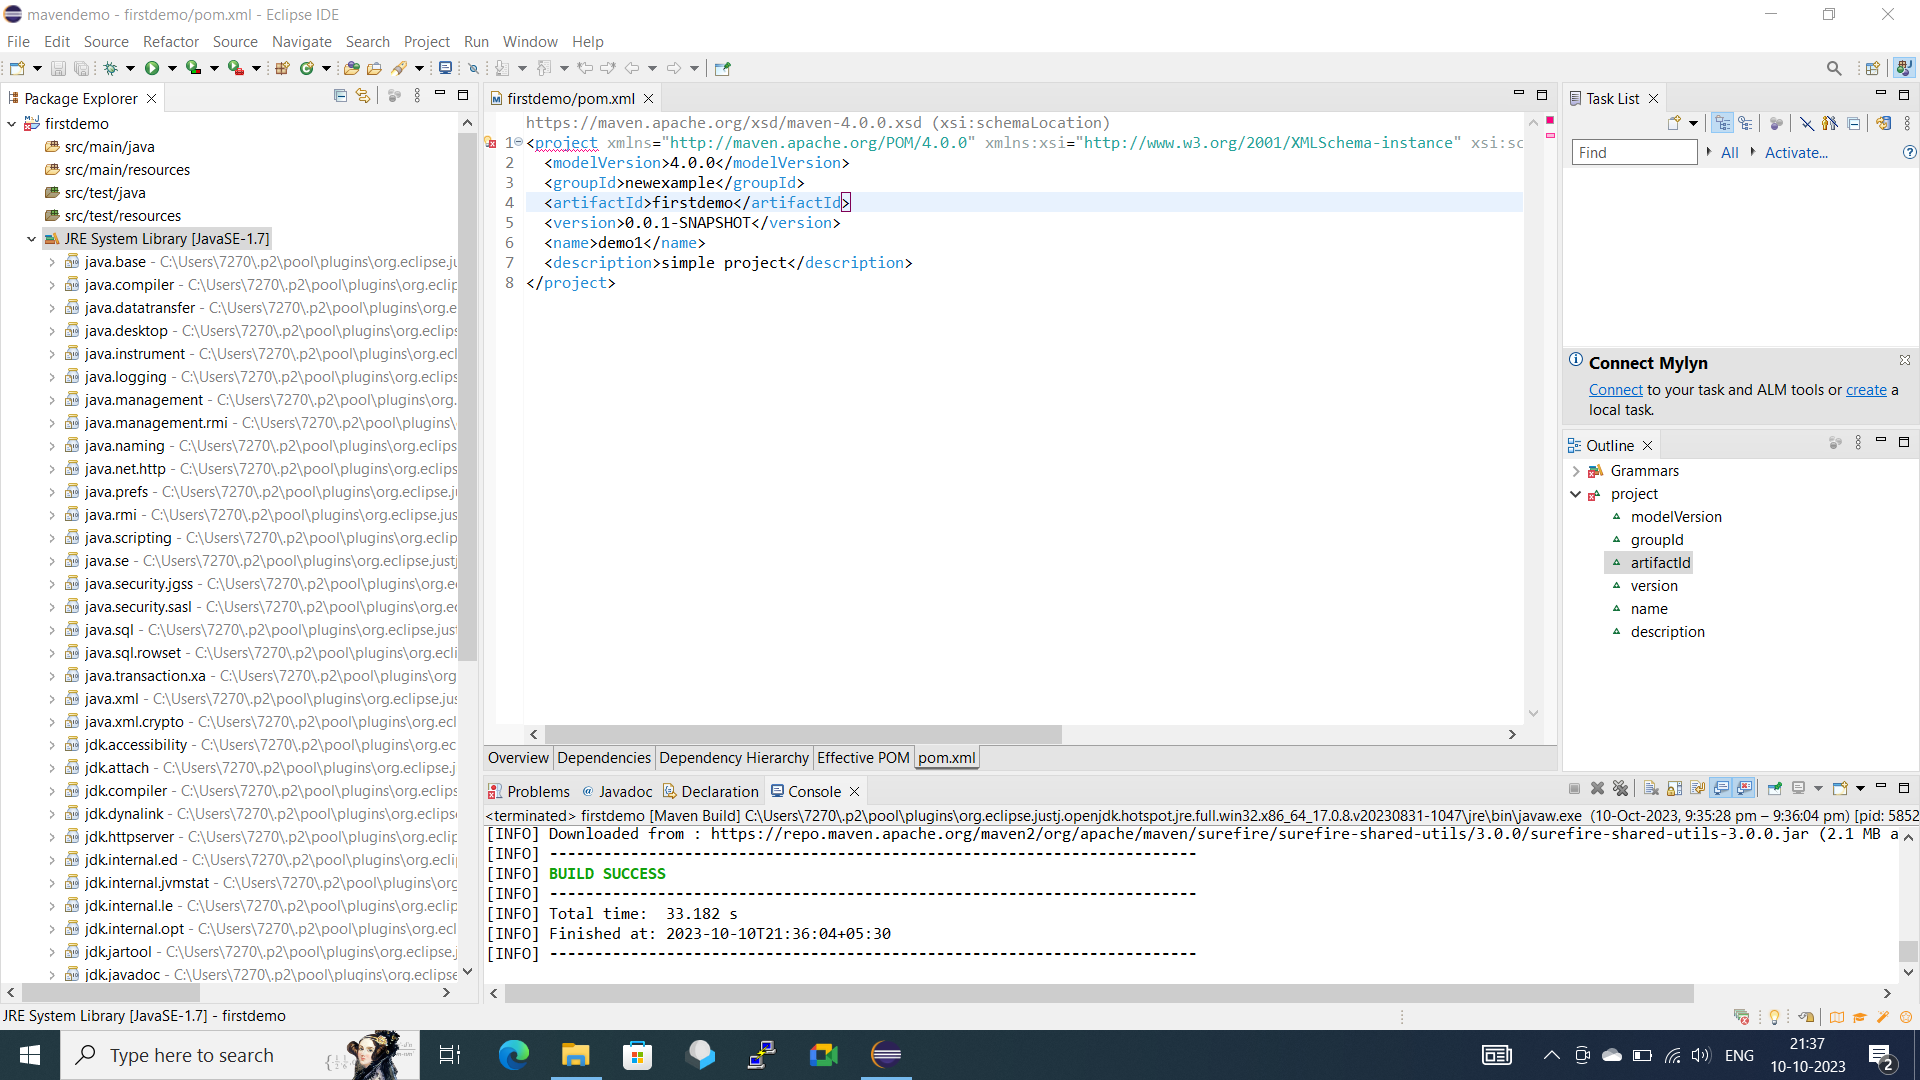 mavendemo - firstdemo/pom.xml - Eclipse IDE
File Edit Source Refactor Source Navigate Search Project Run Window Help
Package Explorer
firstdemo
src/main/java
src/main/resources
src/test/java
src/test/resources
JRE System Library [JavaSE-1.7]
java.base - C:\Users\7270\.p2\pool\plugins\org.eclipse.ju
java.compiler - C:\Users\7270\.p2\pool\plugins\org.eclip
java.datatransfer - C:\Users\7270\.p2\pool\plugins\org.e
java.desktop - C:\Users\7270\.p2\pool\plugins\org.eclips
java.instrument - C:\Users\7270\.p2\pool\plugins\org.ecl
java.logging - C:\Users\7270\.p2\pool\plugins\org.eclips
java.management - C:\Users\7270\.p2\pool\plugins\org.
java.management.rmi - C:\Users\7270\.p2\pool\plugins\
java.naming - C:\Users\7270\.p2\pool\plugins\org.eclips
java.net.http - C:\Users\7270\.p2\pool\plugins\org.eclips
java.prefs - C:\Users\7270\.p2\pool\plugins\org.eclipse.ju
java.rmi - C:\Users\7270\.p2\pool\plugins\org.eclipse.jus
java.scripting - C:\Users\7270\.p2\pool\plugins\org.eclip
java.se - C:\Users\7270\.p2\pool\plugins\org.eclipse.justj
java.security.jgss - C:\Users\7270\.p2\pool\plugins\org.e
java.security.sasl - C:\Users\7270\.p2\pool\plugins\org.e
java.sql - C:\Users\7270\.p2\pool\plugins\org.eclipse.just
java.sql.rowset - C:\Users\7270\.p2\pool\plugins\org.ecl
java.transaction.xa - C:\Users\7270\.p2\pool\plugins\org.
java.xml - C:\Users\7270\.p2\pool\plugins\org.eclipse.jus
java.xml.crypto - C:\Users\7270\.p2\pool\plugins\org.ecl
jdk.accessibility - C:\Users\7270\.p2\pool\plugins\org.ec
jdk.attach - C:\Users\7270\.p2\pool\plugins\org.eclipse.j
jdk.compiler - C:\Users\7270\.p2\pool\plugins\org.eclips
jdk.dynalink - C:\Users\7270\.p2\pool\plugins\org.eclips
jdk.httpserver - C:\Users\7270\.p2\pool\plugins\org.eclip
jdk.internal.ed - C:\Users\7270\.p2\pool\plugins\org.eclip
jdk.internal.jvmstat - C:\Users\7270\.p2\pool\plugins\org
jdk.internal.le - C:\Users\7270\.p2\pool\plugins\org.eclip
jdk.internal.opt - C:\Users\7270\.p2\pool\plugins\org.ecl
jdk.jartool - C:\Users\7270\.p2\pool\plugins\org.eclipse.j
jdk.javadoc - C:\Users\7270\.p2\pool\plugins\org.eclipse
firstdemo/pom.xml
https://maven.apache.org/xsd/maven-4.0.0.xsd (xsi:schemaLocation)
1 <project xmlns="http://maven.apache.org/POM/4.0.0" xmlns:xsi="http://www.w3.org/2001/XMLSchema-instance" xsi:sc
2 <modelVersion>4.0.0</modelVersion>
3 <groupId>newexample</groupId>
4 <artifactId>firstdemo</artifactId>
5 <version>0.0.1-SNAPSHOT</version>
6 <name>demo1</name>
7 <description>simple project</description>
8 </project>
Overview Dependencies Dependency Hierarchy Effective POM pom.xml
Task List
Find All Activate...
Connect Mylyn
Connect to your task and ALM tools or create a
local task.
Outline
Grammars
project
modelVersion
groupId
artifactId
version
name
description
Problems Javadoc Declaration Console
<terminated> firstdemo [Maven Build] C:\Users\7270\.p2\pool\plugins\org.eclipse.justj.openjdk.hotspot.jre.full.win32.x86_64_17.0.8.v20230831-1047\jre\bin\javaw.exe (10-Oct-2023, 9:35:28 pm – 9:36:04 pm) [pid: 5852
[INFO] Downloaded from : https://repo.maven.apache.org/maven2/org/apache/maven/surefire/surefire-shared-utils/3.0.0/surefire-shared-utils-3.0.0.jar (2.1 MB a
[INFO] ------------------------------------------------------------------------
[INFO] BUILD SUCCESS
[INFO] ------------------------------------------------------------------------
[INFO] Total time:  33.182 s
[INFO] Finished at: 2023-10-10T21:36:04+05:30
[INFO] ------------------------------------------------------------------------
JRE System Library [JavaSE-1.7] - firstdemo
Type here to search
ENG
21:37
10-10-2023
2